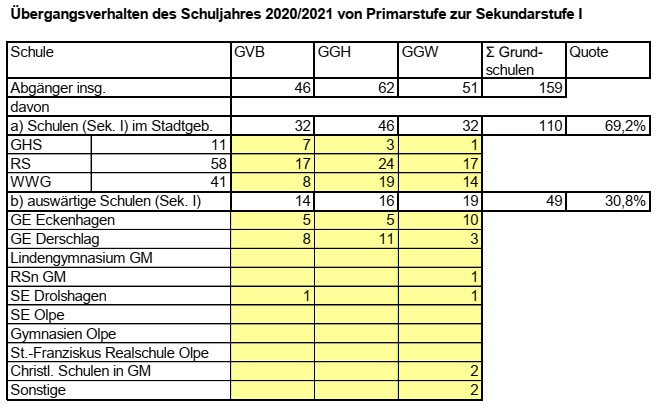 Übergangsverhalten des Schuljahres 2020/2021 von Primarstufe zur Sekundarstufe I
Schule GVB GGH GGW Σ Grund-schulen Quote
Abgänger insg. 46 62 51 159
davon
a) Schulen (Sek. I) im Stadtgeb. 32 46 32 110 69,2%
GHS 11 7 3 1
RS 58 17 24 17
WWG 41 8 19 14
b) auswärtige Schulen (Sek. I) 14 16 19 49 30,8%
GE Eckenhagen 5 5 10
GE Derschlag 8 11 3
Lindengymnasium GM
RSn GM 1
SE Drolshagen 1 1
SE Olpe
Gymnasien Olpe
St.-Franziskus Realschule Olpe
Christl. Schulen in GM 2
Sonstige 2